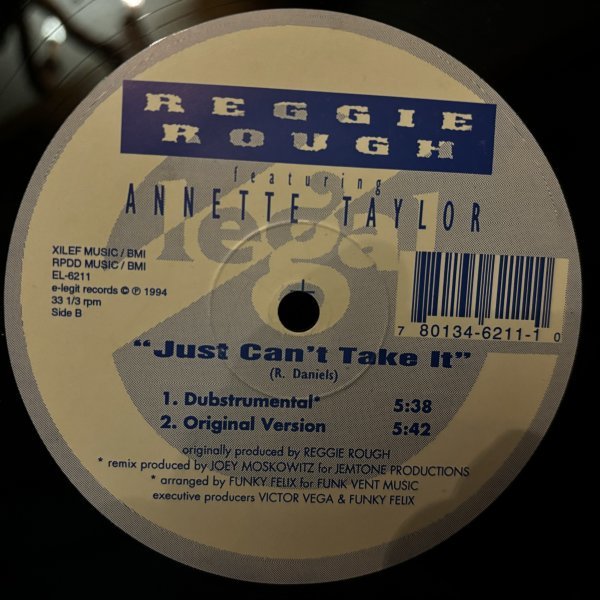 REGGIE
ROUGH
featuring
ANNETTE TAYLOR
legal
XILEF MUSIC / BMI
RPDD MUSIC / BMI
EL-6211
e-legit records © ℗ 1994
33 1/3 rpm
Side B
7 80134-6211-1 0
"Just Can't Take It"
(R. Daniels)
1. Dubstrumental* 5:38
2. Original Version 5:42
originally produced by REGGIE ROUGH
* remix produced by JOEY MOSKOWITZ for JEMTONE PRODUCTIONS
* arranged by FUNKY FELIX for FUNK VENT MUSIC
executive producers VICTOR VEGA & FUNKY FELIX